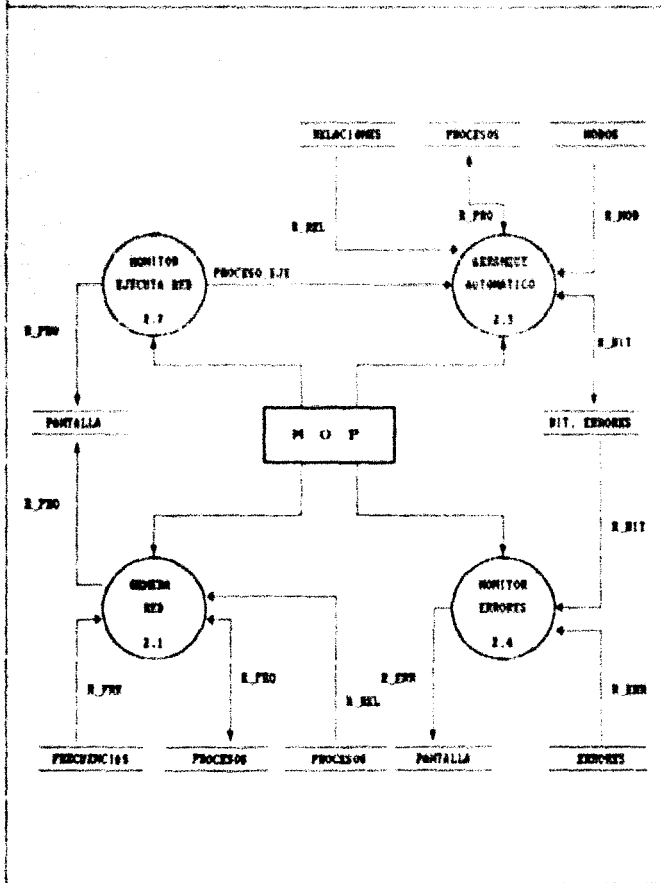 RELACIONES PROCESOS NODOS
R_REL R_PRO R_NOD
MONITOR
EJECUTA RED
2.2
PROCESO EJE
ARRANQUE
AUTOMATICO
2.3
R_PRO
R_BIT
PANTALLA
M O P
BIT. ERRORES
R_PRO
R_BIT
GENERA
RED
2.1
MONITOR
ERRORES
2.4
R_PRO
R_ERR
R_FRE
R_REL
R_ERR
FRECUENCIAS PROCESOS PROCESOS PANTALLA ERRORES